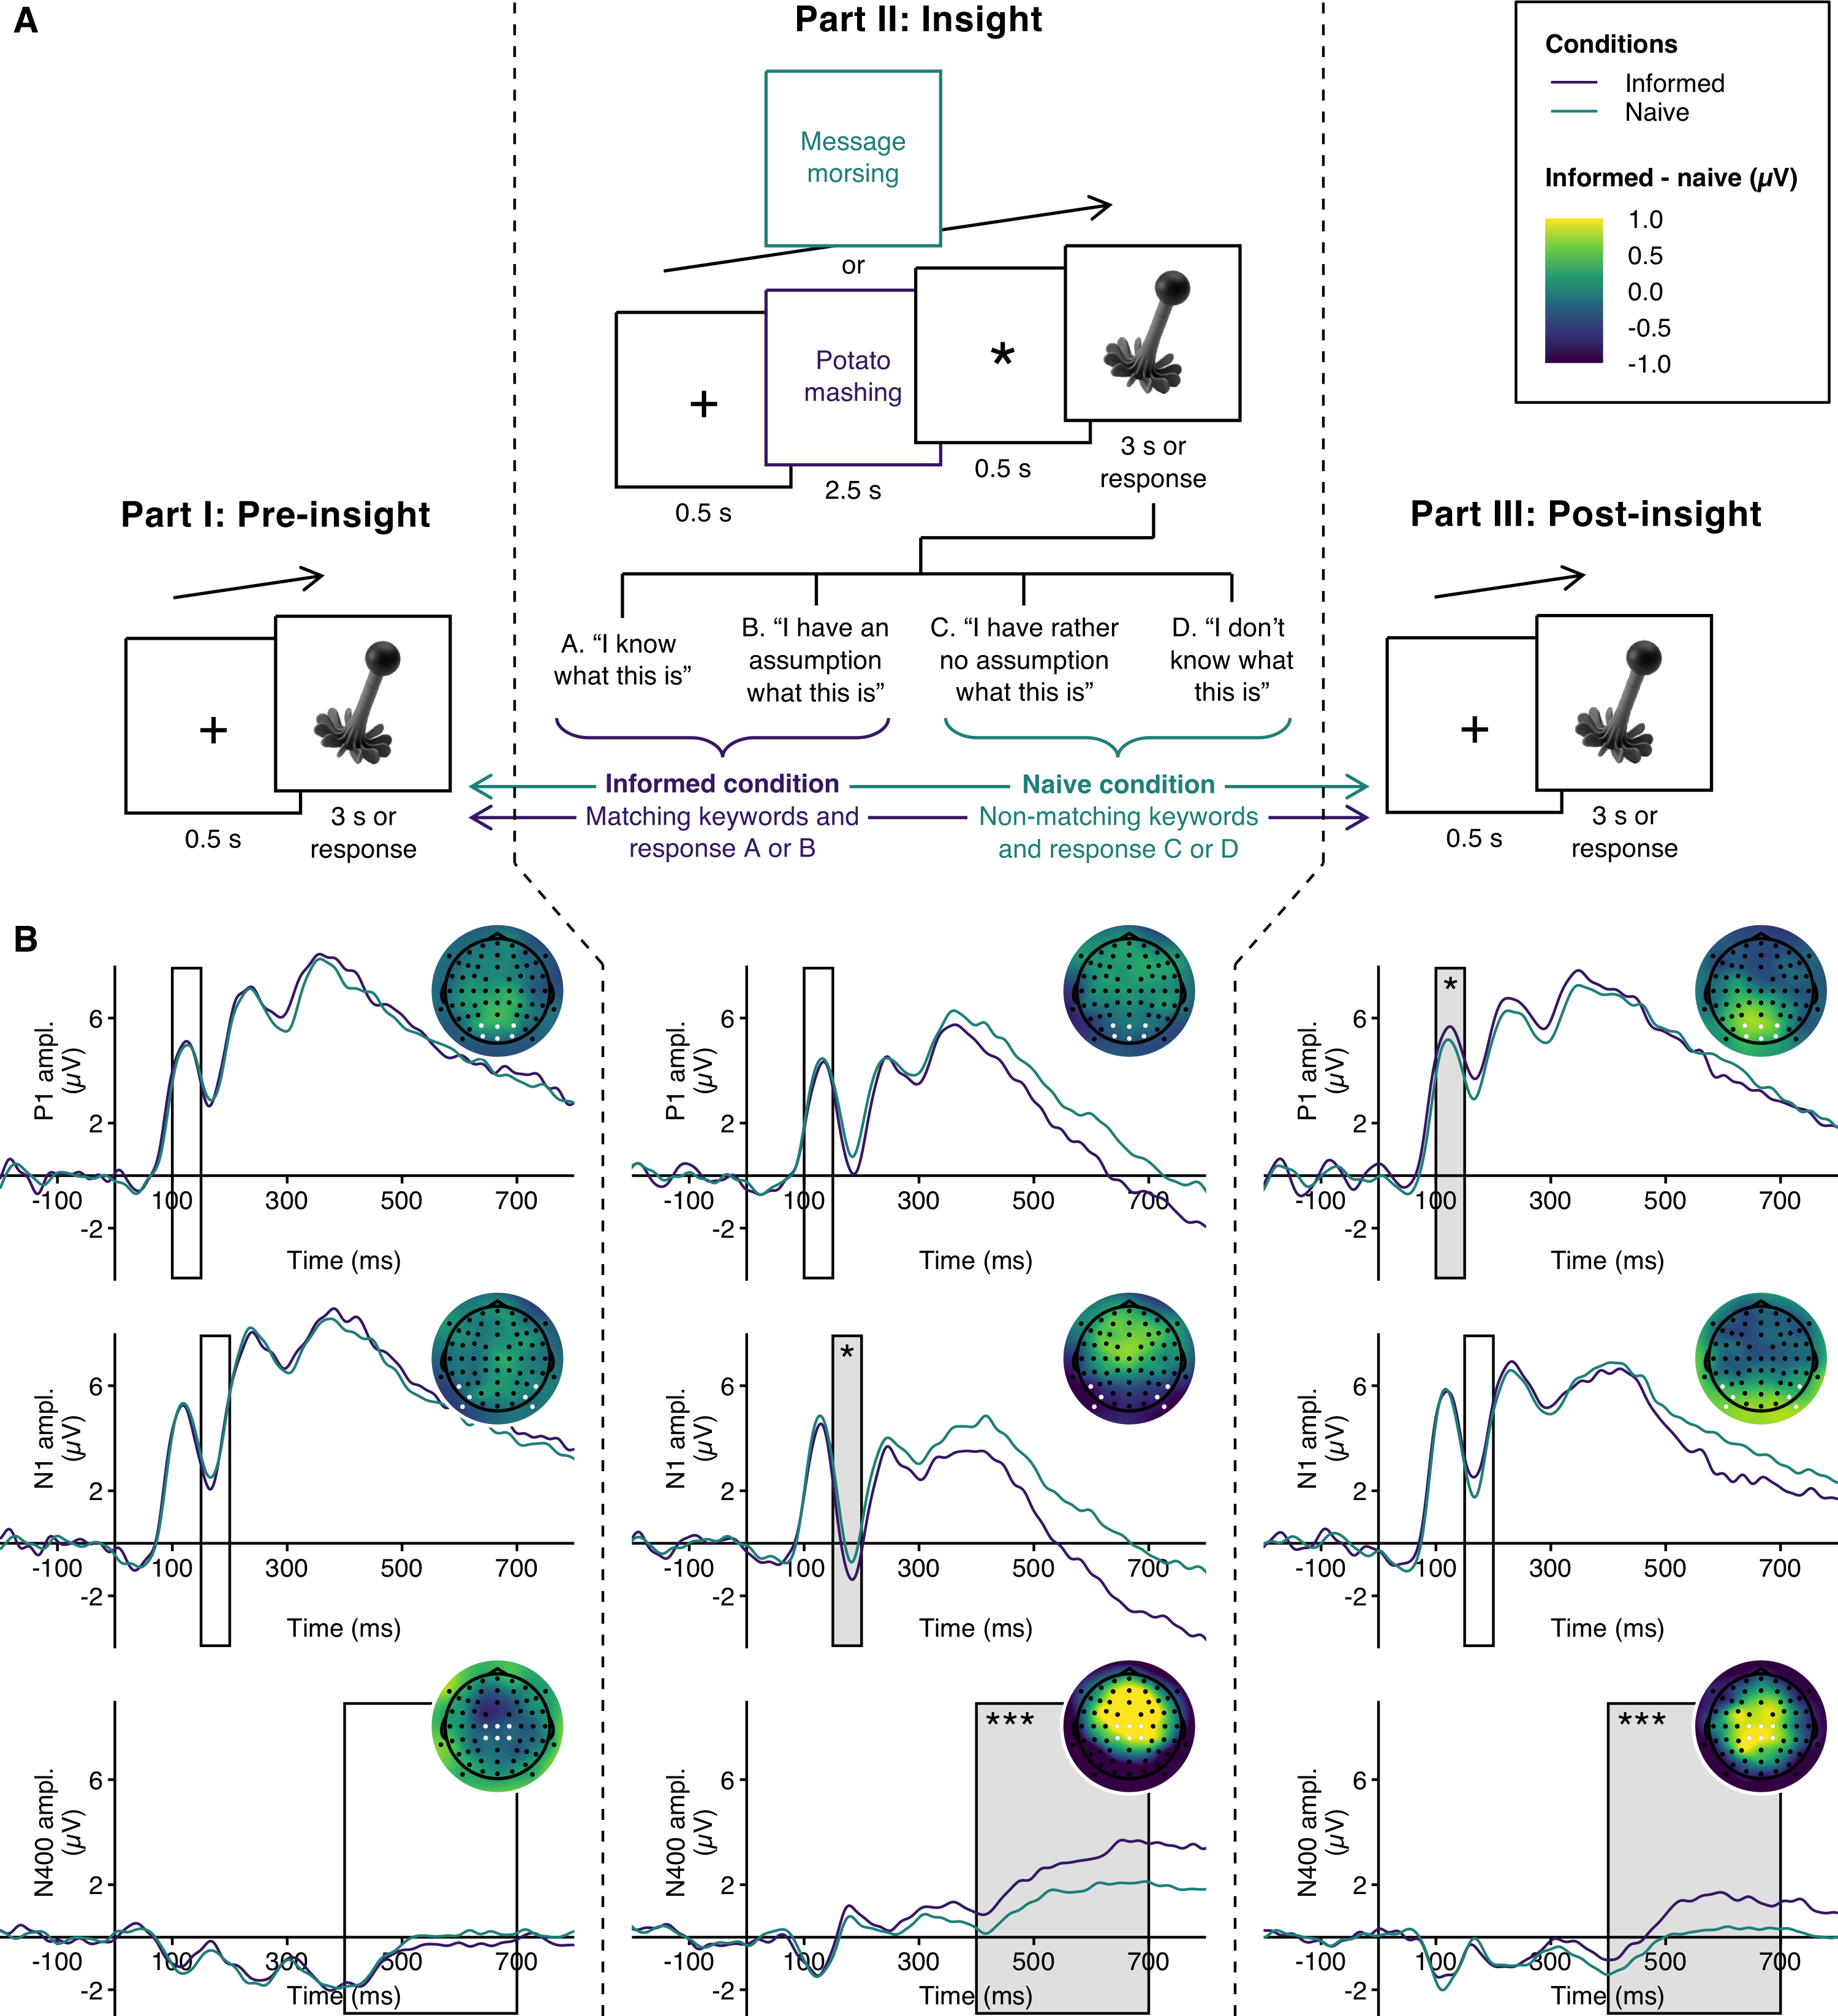 A
Part II: Insight
Conditions
Informed
Naive
Informed - naive (µV)
1.0
0.5
0.0
-0.5
-1.0
Message
morsing
or
+
Potato
mashing
*
0.5 s
2.5 s
0.5 s
3 s or
response
Part I: Pre-insight
+
0.5 s
3 s or
response
A. “I know
what this is”
B. “I have an
assumption
what this is”
C. “I have rather
no assumption
what this is”
D. “I don’t
know what
this is”
Informed condition
Matching keywords and
response A or B
Naive condition
Non-matching keywords
and response C or D
Part III: Post-insight
+
0.5 s
3 s or
response
B
P1 ampl.
(µV)
6
2
-2
-100 100 300 500 700
Time (ms)
P1 ampl.
(µV)
6
2
-2
-100 100 300 500 700
Time (ms)
P1 ampl.
(µV)
6
2
-2
*
-100 100 300 500 700
Time (ms)
N1 ampl.
(µV)
6
2
-2
-100 100 300 500 700
Time (ms)
N1 ampl.
(µV)
6
2
-2
*
-100 100 300 500 700
Time (ms)
N1 ampl.
(µV)
6
2
-2
-100 100 300 500 700
Time (ms)
N400 ampl.
(µV)
6
2
-2
-100 100 300 500 700
Time (ms)
N400 ampl.
(µV)
6
2
-2
***
-100 100 300 500 700
Time (ms)
N400 ampl.
(µV)
6
2
-2
***
-100 100 300 500 700
Time (ms)